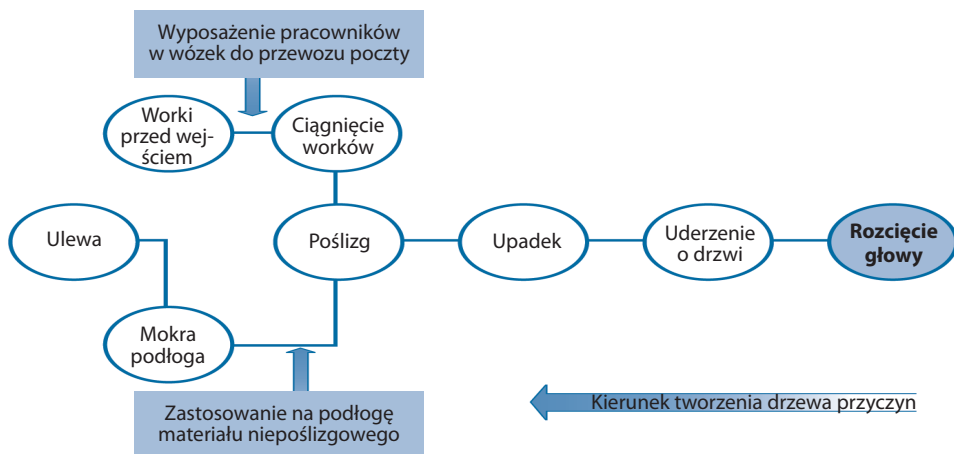 Wyposażenie pracowników
w wózek do przewozu poczty
Worki
przed wej-
ściem
Ciągnięcie
worków
Ulewa
Poślizg
Upadek
Uderzenie
o drzwi
Rozcięcie
głowy
Mokra
podłoga
Zastosowanie na podłogę
materiału niepoślizgowego
Kierunek tworzenia drzewa przyczyn